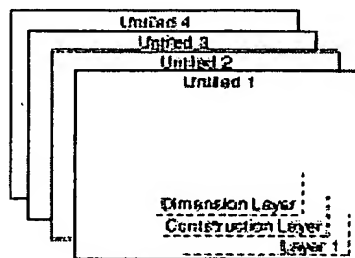 Untitled 4
Untitled 3
Untitled 2
Untitled 1
Dimension Layer
Construction Layer
Layer 1